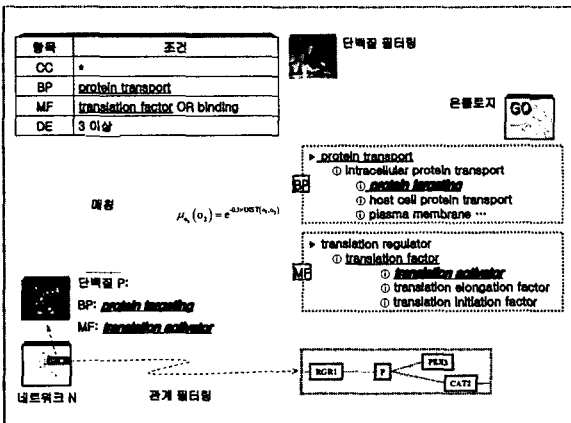 항목 조건
CC *
BP protein transport
MF translation factor OR binding
DE 3 이상
단백질 필터링
온톨로지
GO
BP
▶ protein transport
ⓘ intracellular protein transport
ⓘ protein targeting
ⓘ host cell protein transport
ⓘ plasma membrane ⋯
매칭
MF
▶ translation regulator
ⓘ translation factor
ⓘ translation activator
ⓘ translation elongation factor
ⓘ translation initiation factor
단백질 P:
BP: protein targeting
MF: translation activator
네트워크 N
관계 필터링
RGR1
P
PEX5
CAT2